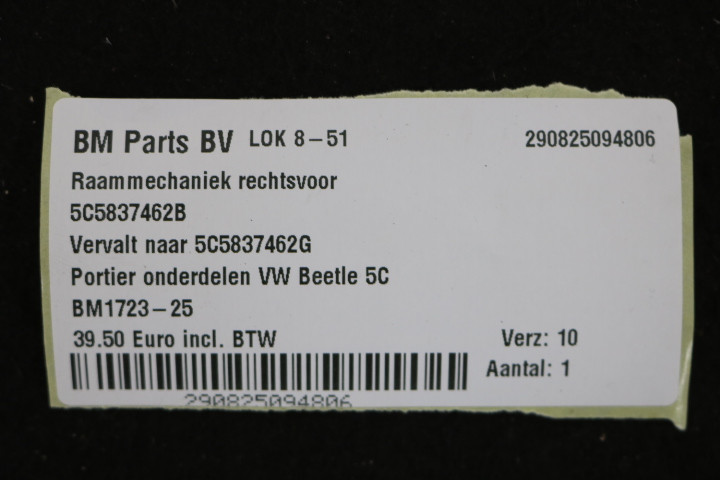 BM Parts BV LOK 8-51 290825094806
Raammechaniek rechtsvoor
5C5837462B
Vervalt naar 5C5837462G
Portier onderdelen VW Beetle 5C
BM1723-25
39.50 Euro incl. BTW Verz: 10
Aantal: 1
290825094806